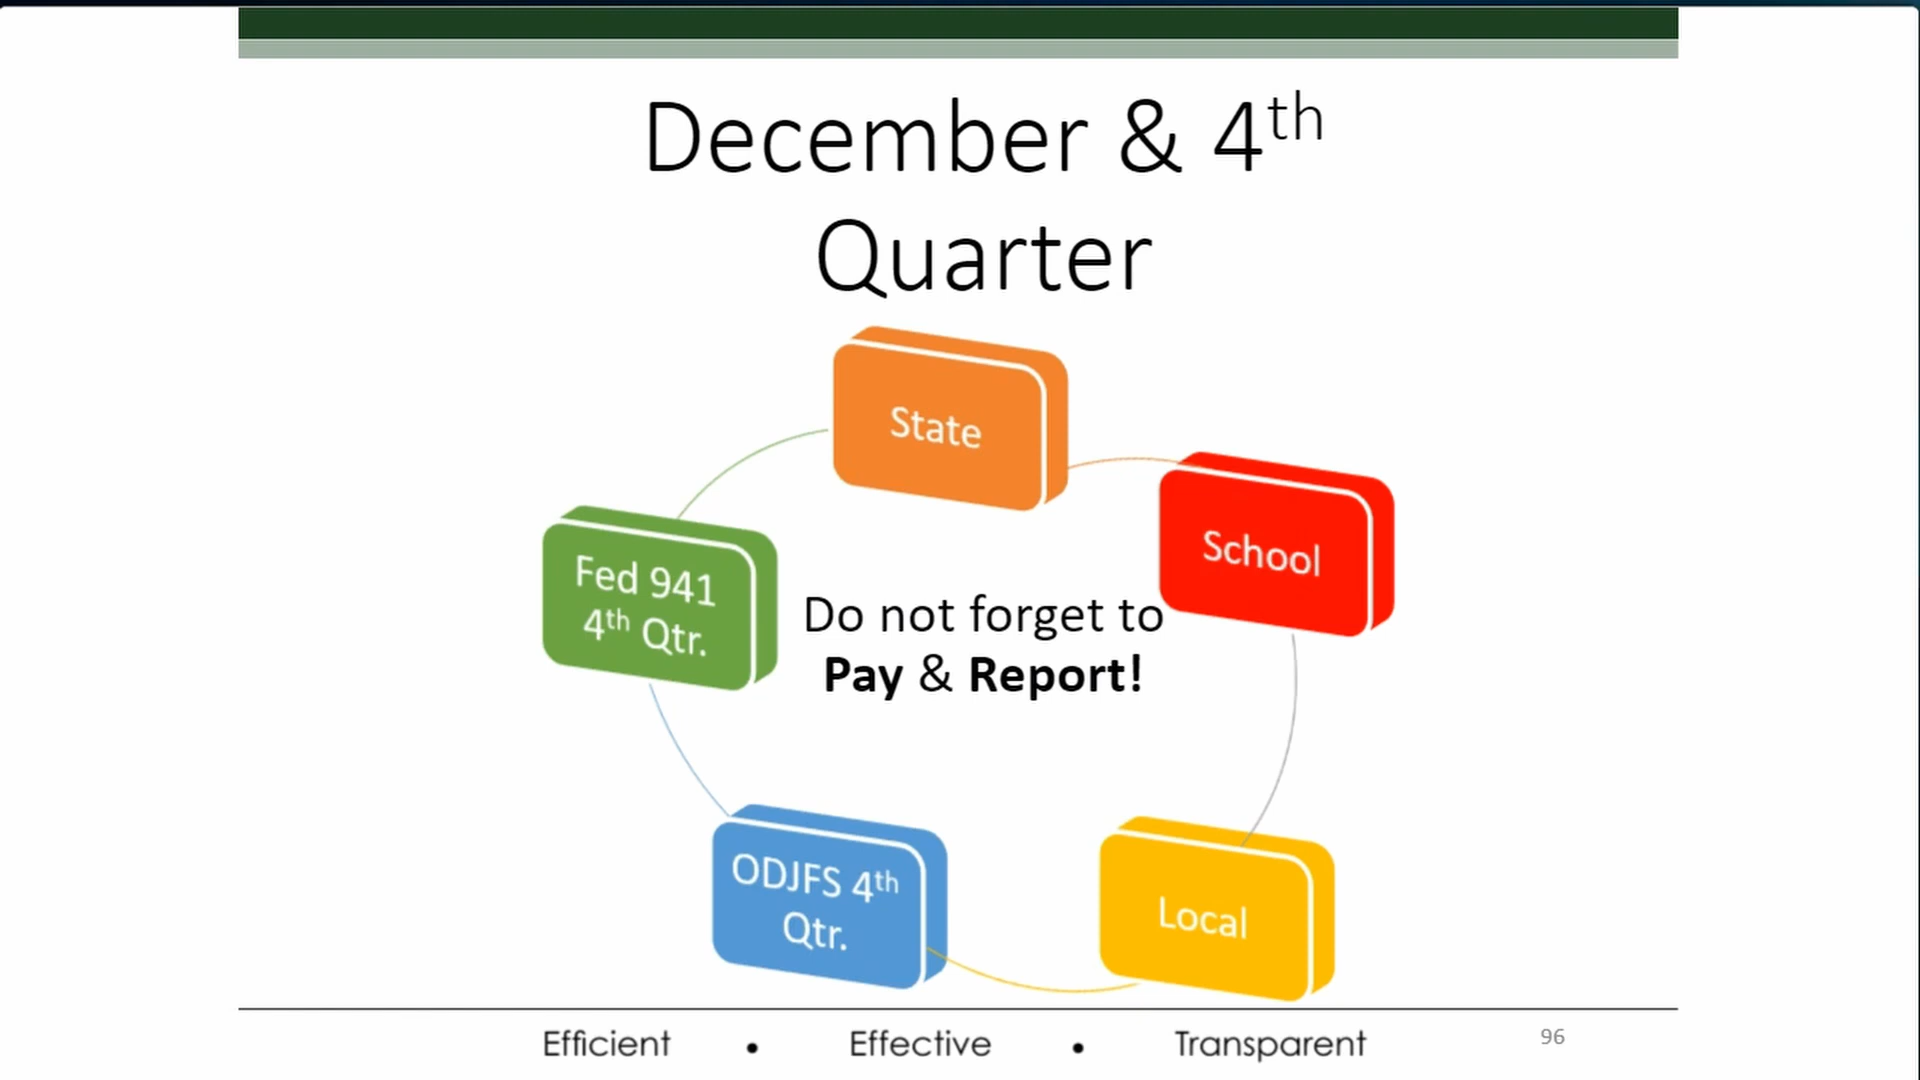 December & 4th
Quarter
State
School
Fed 941
4th Qtr.
Do not forget to
Pay & Report!
ODJFS 4th
Qtr.
Local
Efficient • Effective • Transparent
96